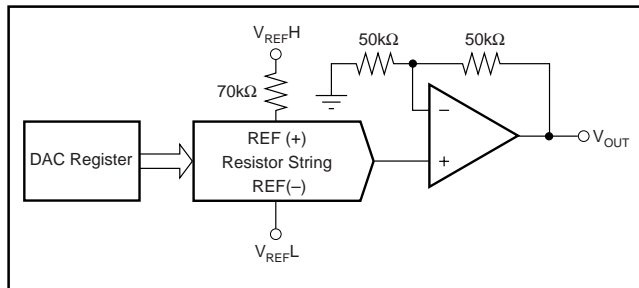 V_REF H
50kΩ
50kΩ
70kΩ
DAC Register
REF (+)
Resistor String
REF(–)
–
+
V_OUT
V_REF L